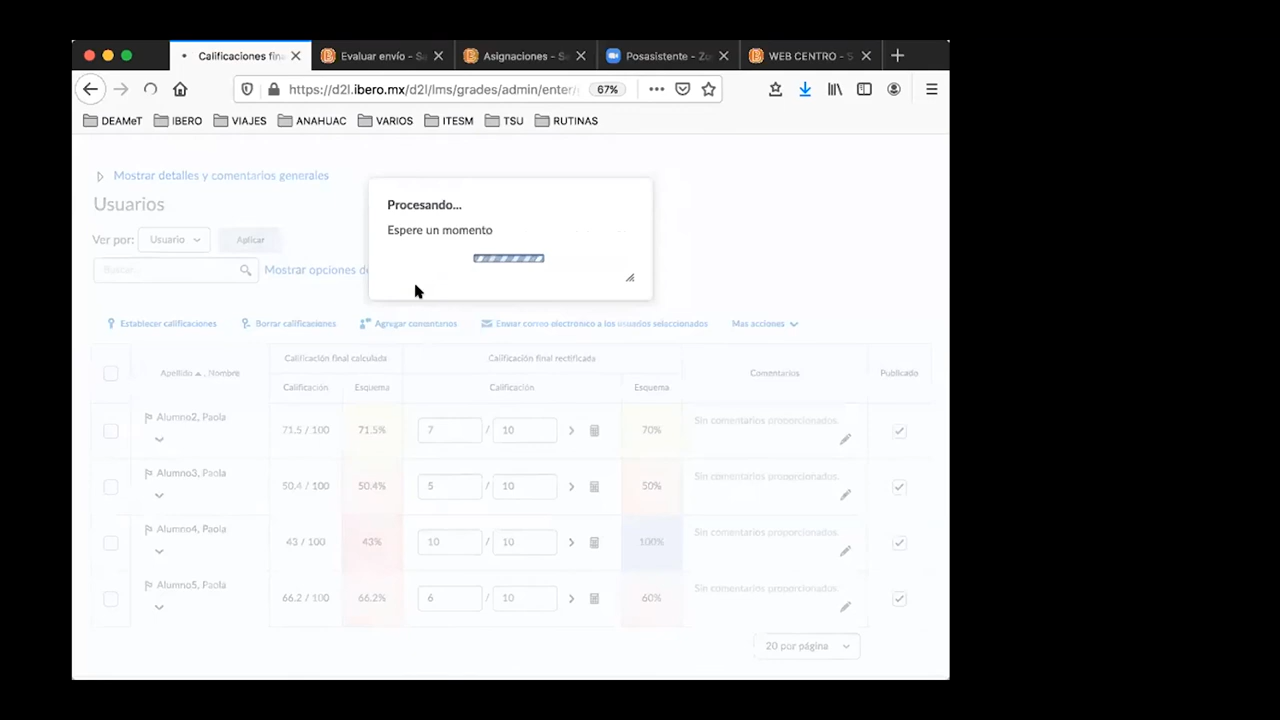 Calificaciones fin
Evaluar envío - S
Asignaciones - S
Posasistente - Zo
WEB CENTRO - S
https://d2l.ibero.mx/d2l/lms/grades/admin/enter/
67%
DEAMeT IBERO VIAJES ANAHUAC VARIOS ITESM TSU RUTINAS
Mostrar detalles y comentarios generales
Usuarios
Ver por: Usuario Aplicar
Buscar... Mostrar opciones de
Procesando...
Espere un momento
Establecer calificaciones Borrar calificaciones Agregar comentarios Enviar correo electrónico a los usuarios seleccionados Más acciones
Calificación final calculada Calificación final rectificada
Apellido, Nombre Comentarios Publicado
Calificación Esquema Calificación Esquema
Alumno2, Paola 71.5 / 100 71.5% 7 / 10 70% Sin comentarios proporcionados.
Alumno3, Paola 50.4 / 100 50.4% 5 / 10 50% Sin comentarios proporcionados.
Alumno4, Paola 43 / 100 43% 10 / 10 100% Sin comentarios proporcionados.
Alumno5, Paola 66.2 / 100 66.2% 6 / 10 60% Sin comentarios proporcionados.
20 por página